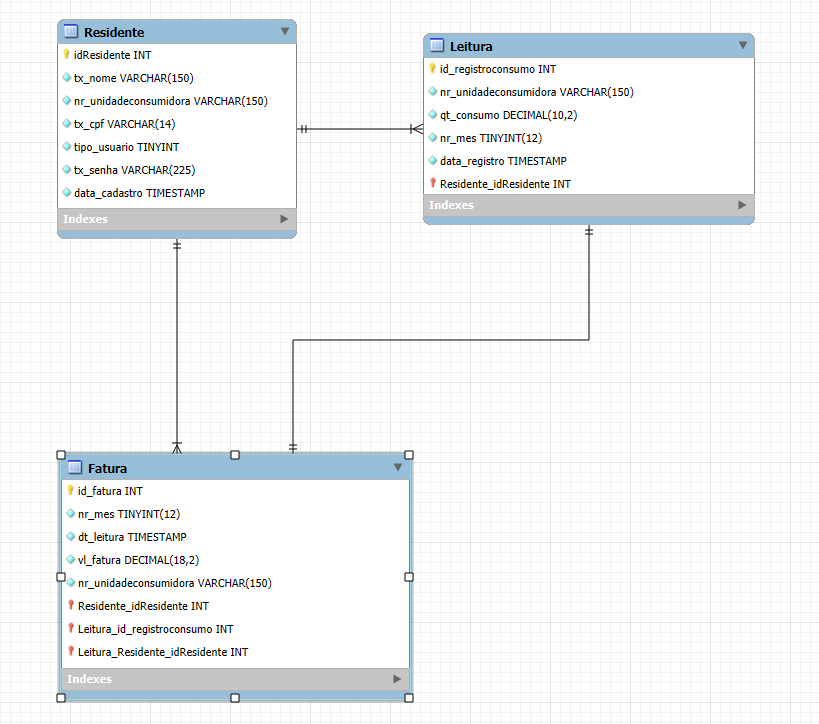 Residente
idResidente INT
tx_nome VARCHAR(150)
nr_unidadeconsumidora VARCHAR(150)
tx_cpf VARCHAR(14)
tipo_usuario TINYINT
tx_senha VARCHAR(225)
data_cadastro TIMESTAMP
Indexes
Leitura
id_registroconsumo INT
nr_unidadeconsumidora VARCHAR(150)
qt_consumo DECIMAL(10,2)
nr_mes TINYINT(12)
data_registro TIMESTAMP
Residente_idResidente INT
Indexes
Fatura
id_fatura INT
nr_mes TINYINT(12)
dt_leitura TIMESTAMP
vl_fatura DECIMAL(18,2)
nr_unidadeconsumidora VARCHAR(150)
Residente_idResidente INT
Leitura_id_registroconsumo INT
Leitura_Residente_idResidente INT
Indexes